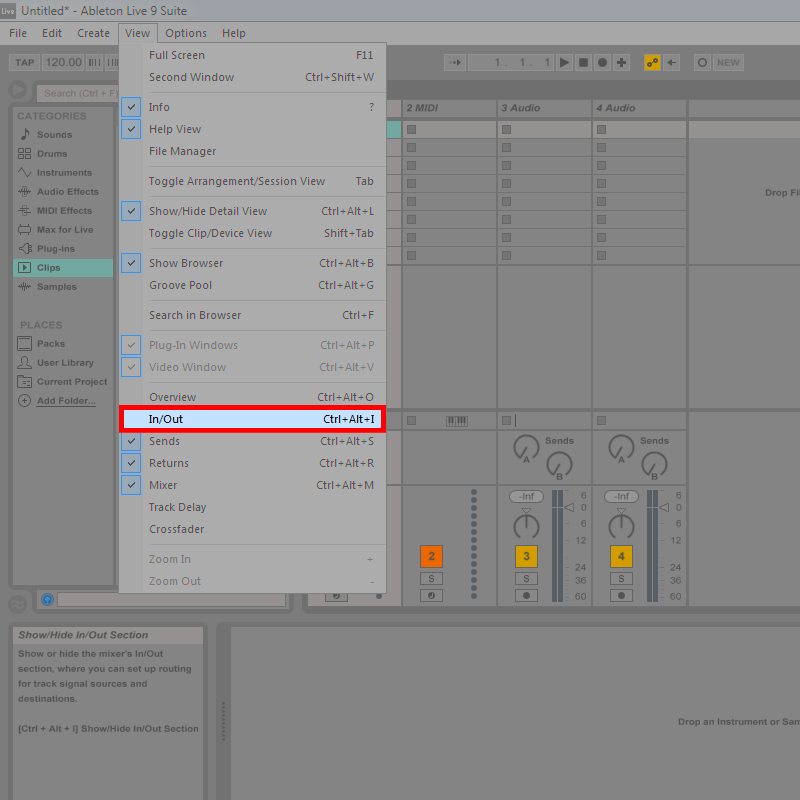 Live Untitled* - Ableton Live 9 Suite
File Edit Create View Options Help
TAP 120.00 1. 1. 1 NEW
Full Screen F11
Second Window Ctrl+Shift+W
Info ?
Help View
File Manager
Toggle Arrangement/Session View Tab
Show/Hide Detail View Ctrl+Alt+L
Toggle Clip/Device View Shift+Tab
Show Browser Ctrl+Alt+B
Groove Pool Ctrl+Alt+G
Search in Browser Ctrl+F
Plug-In Windows Ctrl+Alt+P
Video Window Ctrl+Alt+V
Overview Ctrl+Alt+O
In/Out Ctrl+Alt+I
Sends Ctrl+Alt+S
Returns Ctrl+Alt+R
Mixer Ctrl+Alt+M
Track Delay
Crossfader
Zoom In +
Zoom Out -
Search (Ctrl + F)
CATEGORIES
Sounds
Drums
Instruments
Audio Effects
MIDI Effects
Max for Live
Plug-ins
Clips
Samples
PLACES
Packs
User Library
Current Project
Add Folder...
2 MIDI 3 Audio 4 Audio
Drop Fil
Sends Sends
A B A B
-Inf 6 -Inf 6
0 0
6 6
12 12
2 3 4
24 24
S S S
36 36
60 60
Show/Hide In/Out Section
Show or hide the mixer's In/Out
section, where you can set up routing
for track signal sources and
destinations.
[Ctrl + Alt + I] Show/Hide In/Out Section
Drop an Instrument or Sam